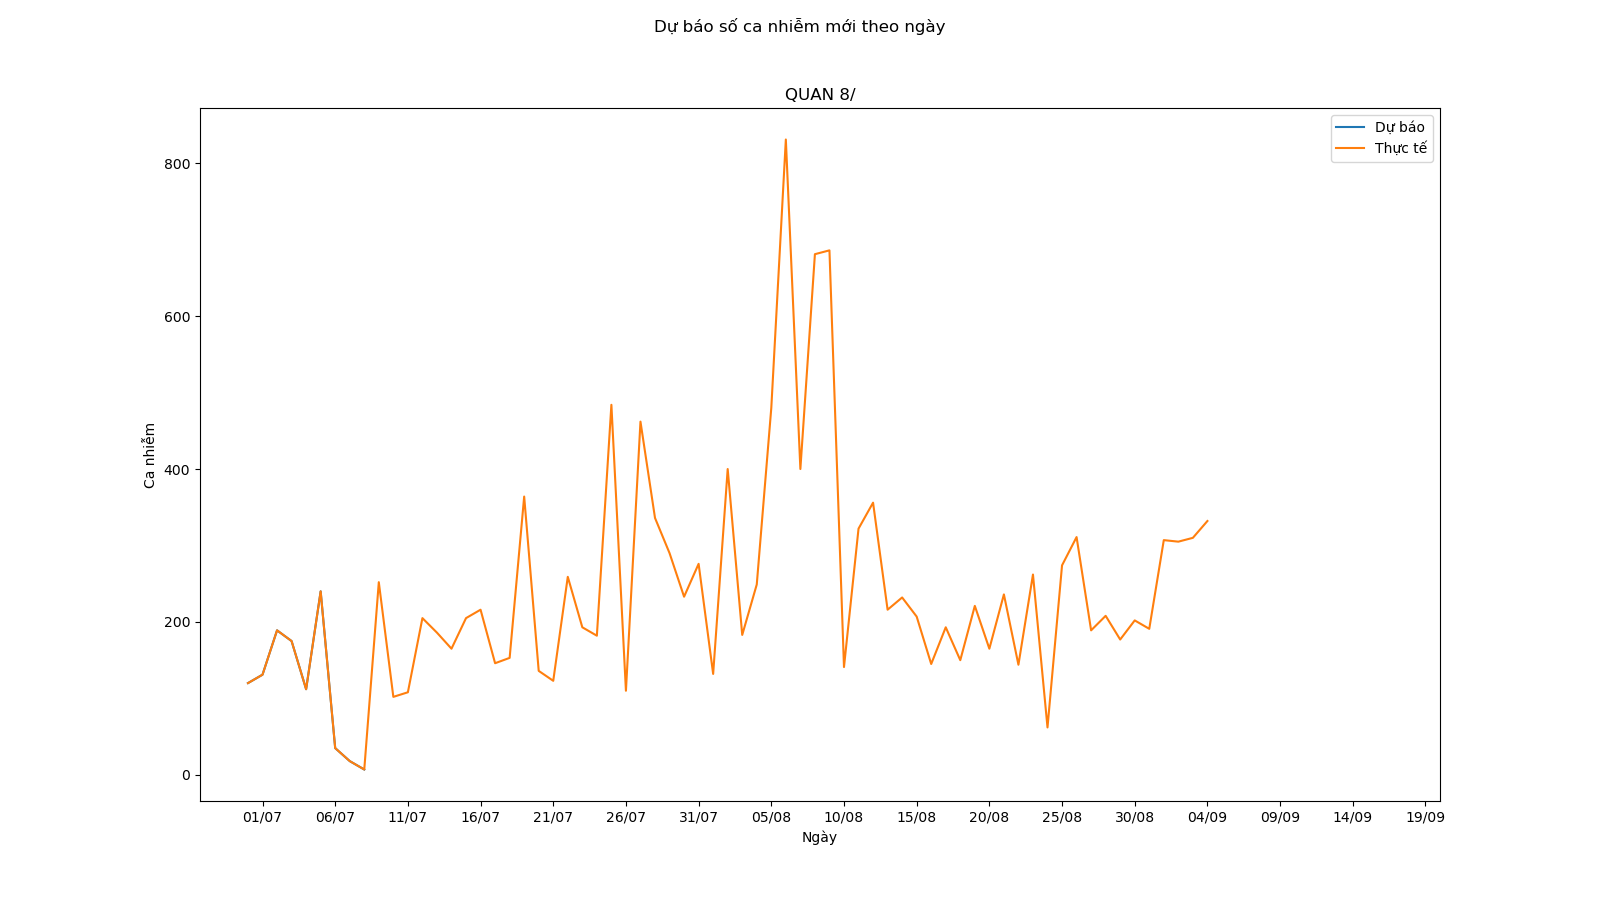 Dự báo số ca nhiễm mới theo ngày
QUAN 8/
Dự báo
Thực tế
800
600
400
200
0
Ca nhiễm
01/07 06/07 11/07 16/07 21/07 26/07 31/07 05/08 10/08 15/08 20/08 25/08 30/08 04/09 09/09 14/09 19/09
Ngày